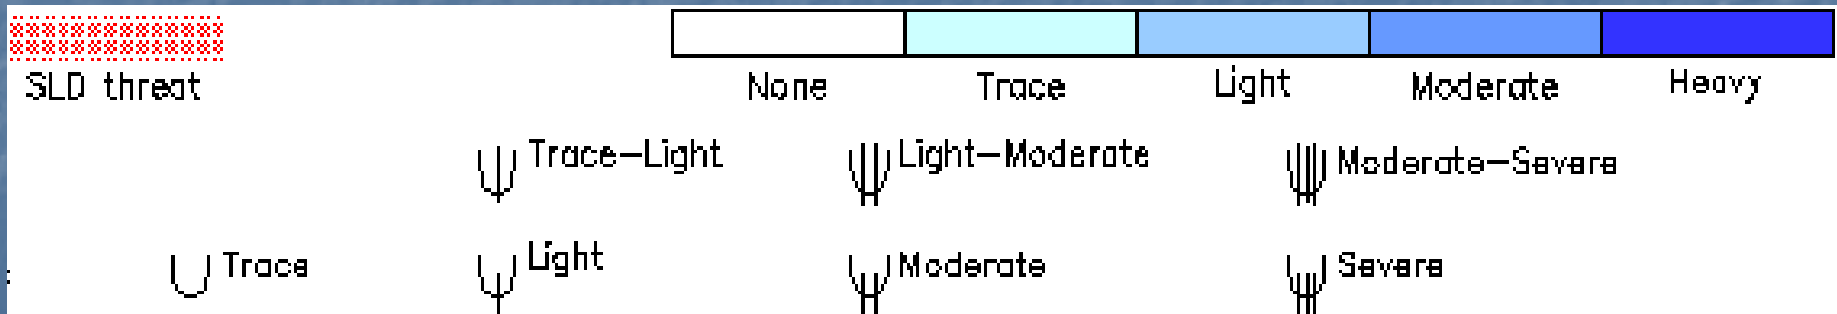 SLD threat None Trace Light Moderate Heavy
Trace-Light Light-Moderate Moderate-Severe
Trace Light Moderate Severe